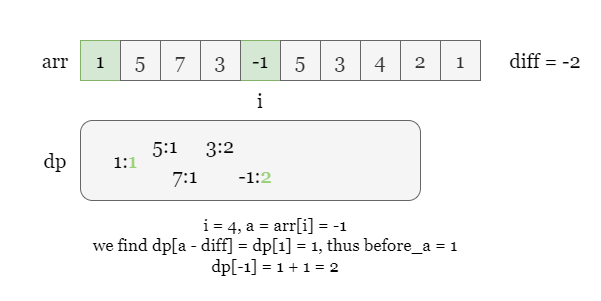 arr 1 5 7 3 -1 5 3 4 2 1 diff = -2
i
5:1 3:2
dp 1:1
7:1 -1:2
i = 4, a = arr[i] = -1
we find dp[a - diff] = dp[1] = 1, thus before_a = 1
dp[-1] = 1 + 1 = 2